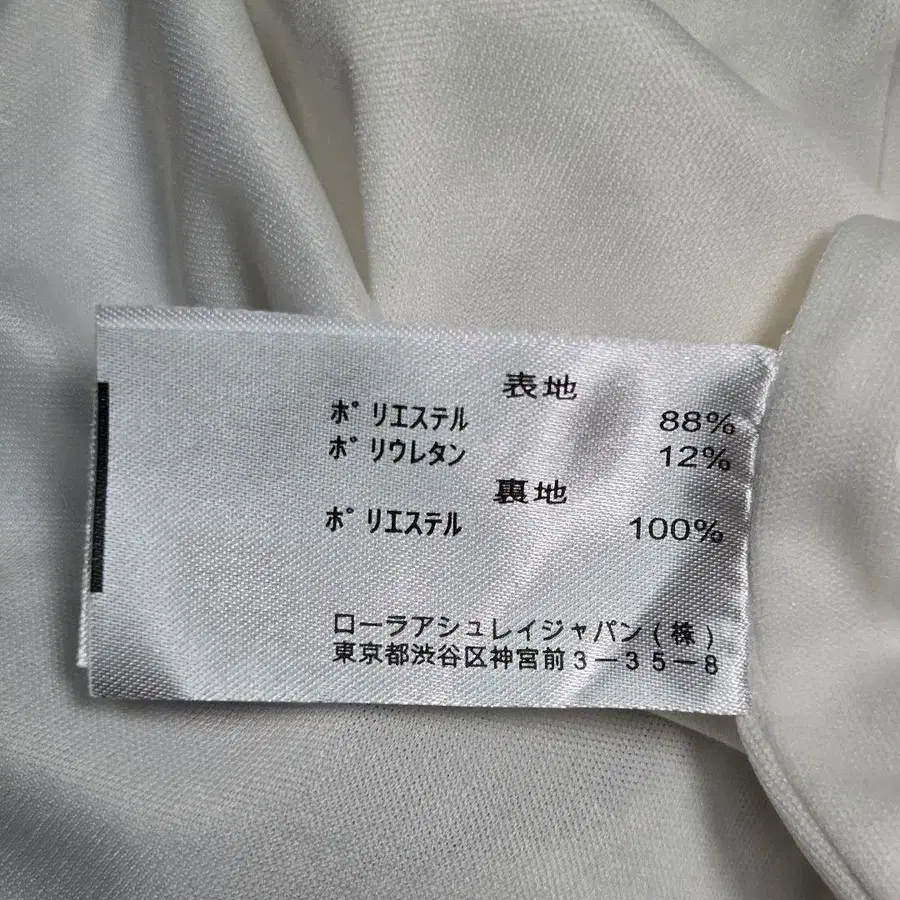 表地
ポリエステル 88%
ポリウレタン 12%
裏地
ポリエステル 100%
ローラアシュレイジャパン(株)
東京都渋谷区神宮前3−35−8